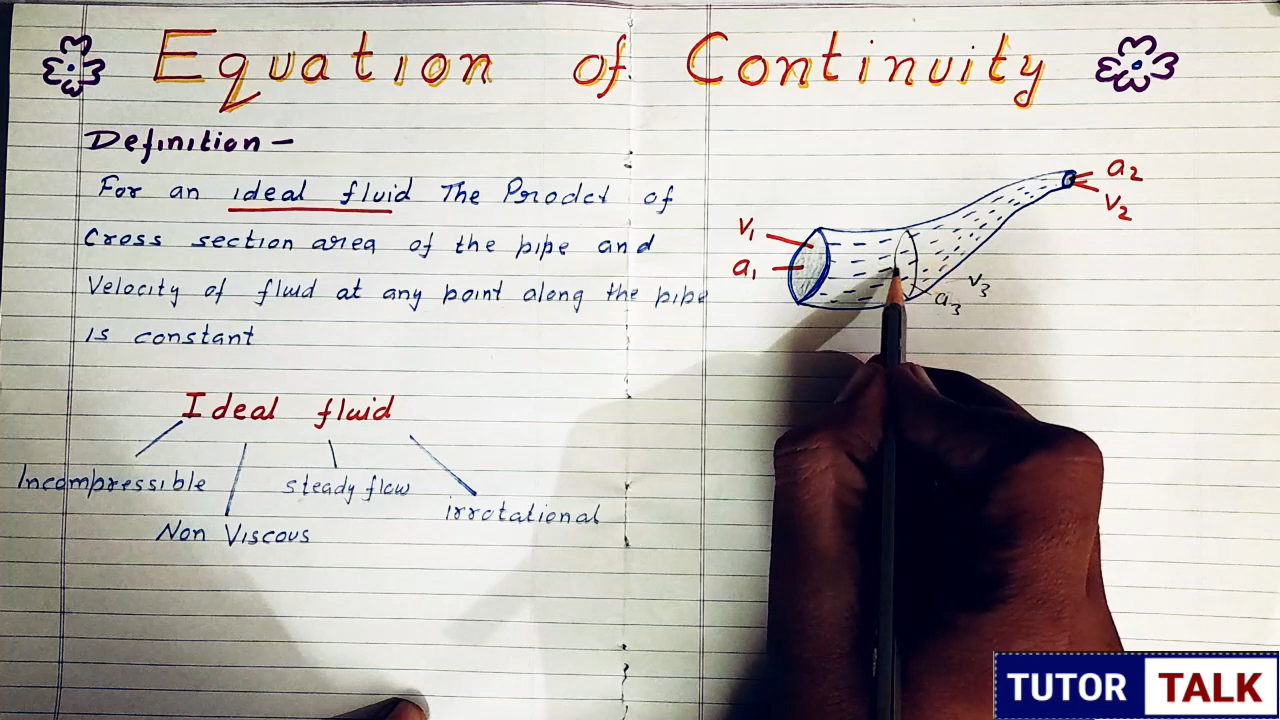 Equation of Continuity
Definition -
For an ideal fluid The Prodct of
Cross section area of the pipe and
Velocity of fluid at any point along the pipe
is constant
Ideal fluid
Incompressible
Non Viscous
steady flow
irrotational
V1
a1
a2
V2
V3
a3
TUTOR TALK